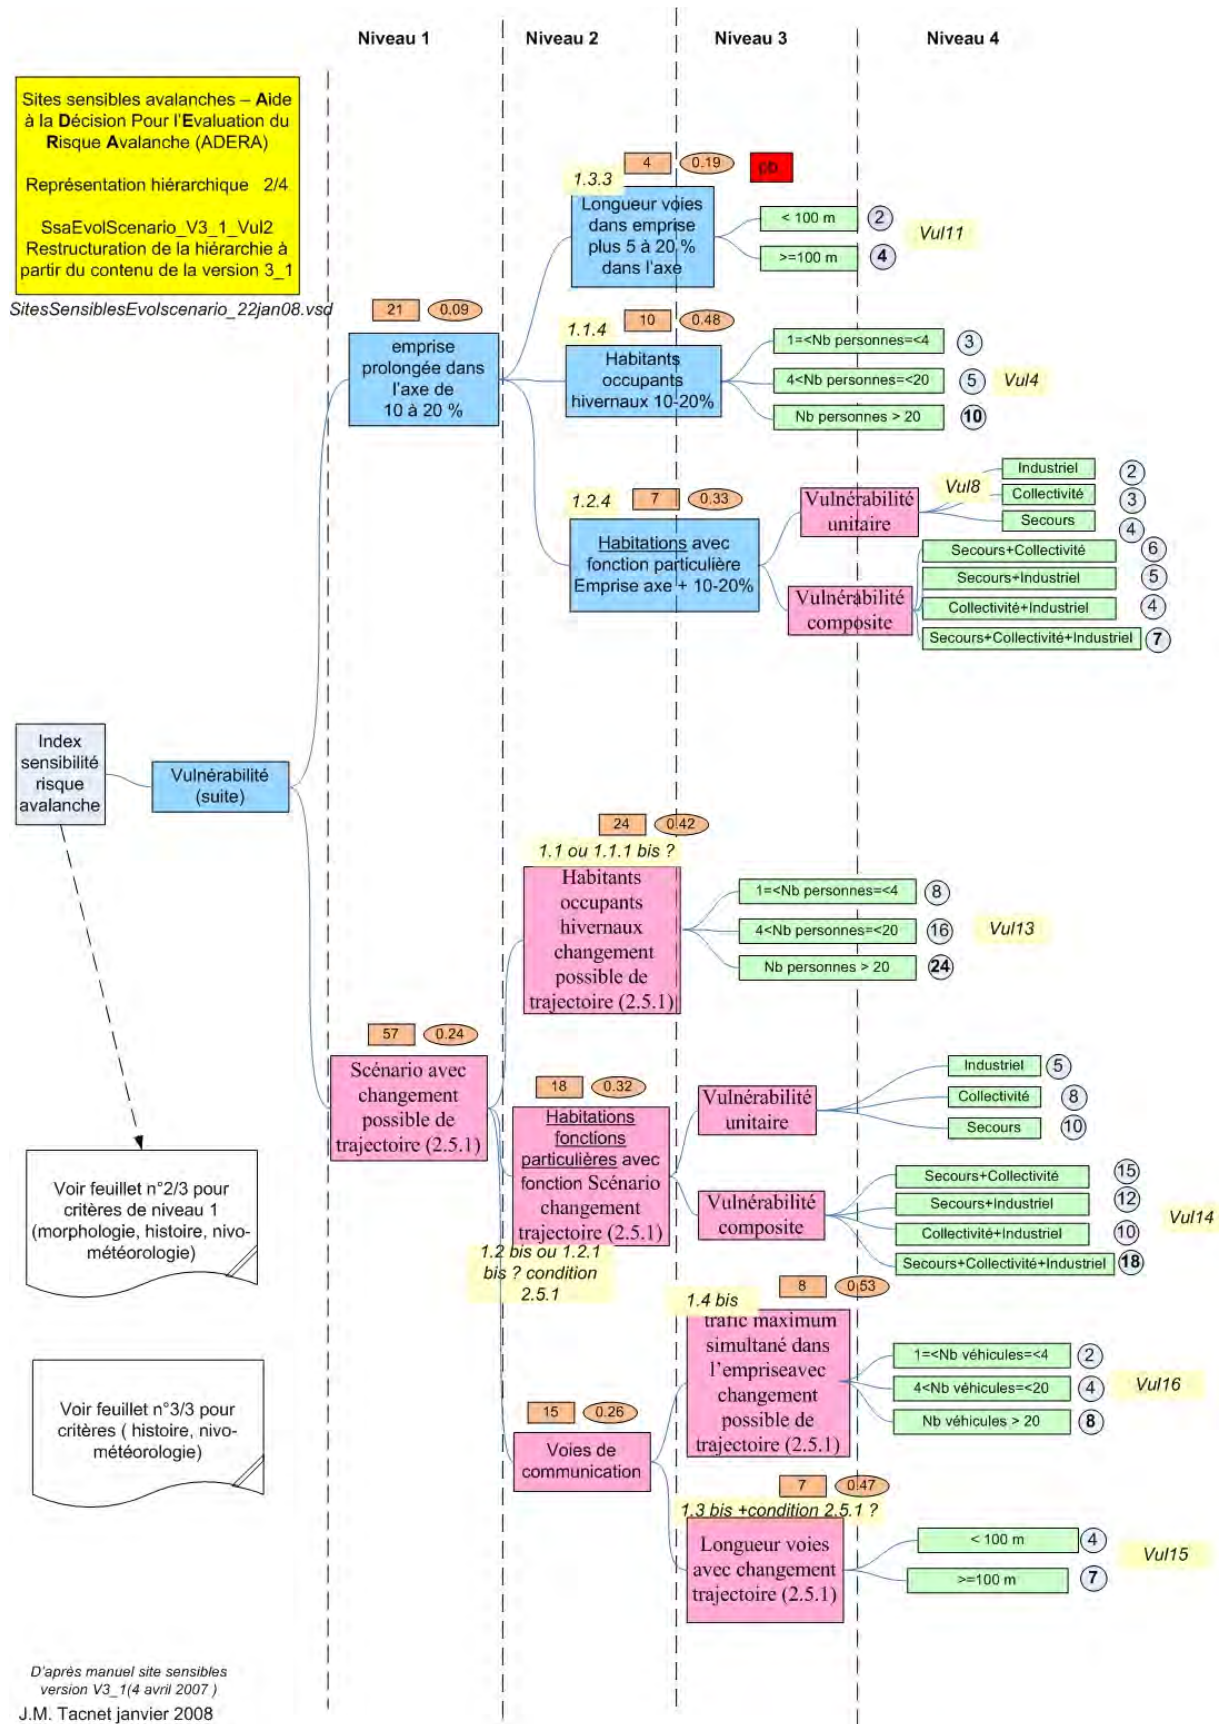 Niveau 1
Niveau 2
Niveau 3
Niveau 4
Sites sensibles avalanches – Aide
à la Décision Pour l'Evaluation du
Risque Avalanche (ADERA)
Représentation hiérarchique 2/4
SsaEvolScenario_V3_1_Vul2
Restructuration de la hiérarchie à
partir du contenu de la version 3_1
SitesSensiblesEvolscenario_22jan08.vsd
4
0.19
pb
1.3.3
Longueur voies
dans emprise
plus 5 à 20 %
dans l'axe
< 100 m
2
>=100 m
4
Vul11
21
0.09
emprise
prolongée dans
l'axe de
10 à 20 %
10
0.48
1.1.4
Habitants
occupants
hivernaux 10-20%
1=<Nb personnes=<4
3
4<Nb personnes=<20
5
Nb personnes > 20
10
Vul4
7
0.33
1.2.4
Habitations avec
fonction particulière
Emprise axe + 10-20%
Vulnérabilité
unitaire
Vul8
Industriel
2
Collectivité
3
Secours
4
Vulnérabilité
composite
Secours+Collectivité
6
Secours+Industriel
5
Collectivité+Industriel
4
Secours+Collectivité+Industriel
7
Index
sensibilité
risque
avalanche
Vulnérabilité
(suite)
24
0.42
1.1 ou 1.1.1 bis ?
Habitants
occupants
hivernaux
changement
possible de
trajectoire (2.5.1)
1=<Nb personnes=<4
8
4<Nb personnes=<20
16
Nb personnes > 20
24
Vul13
57
0.24
Scénario avec
changement
possible de
trajectoire (2.5.1)
18
0.32
Habitations
fonctions
particulières avec
fonction Scénario
changement
trajectoire (2.5.1)
1.2 bis ou 1.2.1
bis ? condition
2.5.1
Vulnérabilité
unitaire
Industriel
5
Collectivité
8
Secours
10
Vulnérabilité
composite
Secours+Collectivité
15
Secours+Industriel
12
Collectivité+Industriel
10
Secours+Collectivité+Industriel
18
Vul14
8
0.53
1.4 bis
trafic maximum
simultané dans
l'empriseavec
changement
possible de
trajectoire (2.5.1)
1=<Nb véhicules=<4
2
4<Nb véhicules=<20
4
Nb véhicules > 20
8
Vul16
15
0.26
Voies de
communication
7
0.47
1.3 bis +condition 2.5.1 ?
Longueur voies
avec changement
trajectoire (2.5.1)
< 100 m
4
>=100 m
7
Vul15
Voir feuillet n°2/3 pour
critères de niveau 1
(morphologie, histoire, nivo-
météorologie)
Voir feuillet n°3/3 pour
critères ( histoire, nivo-
météorologie)
D'après manuel site sensibles
version V3_1(4 avril 2007 )
J.M. Tacnet janvier 2008